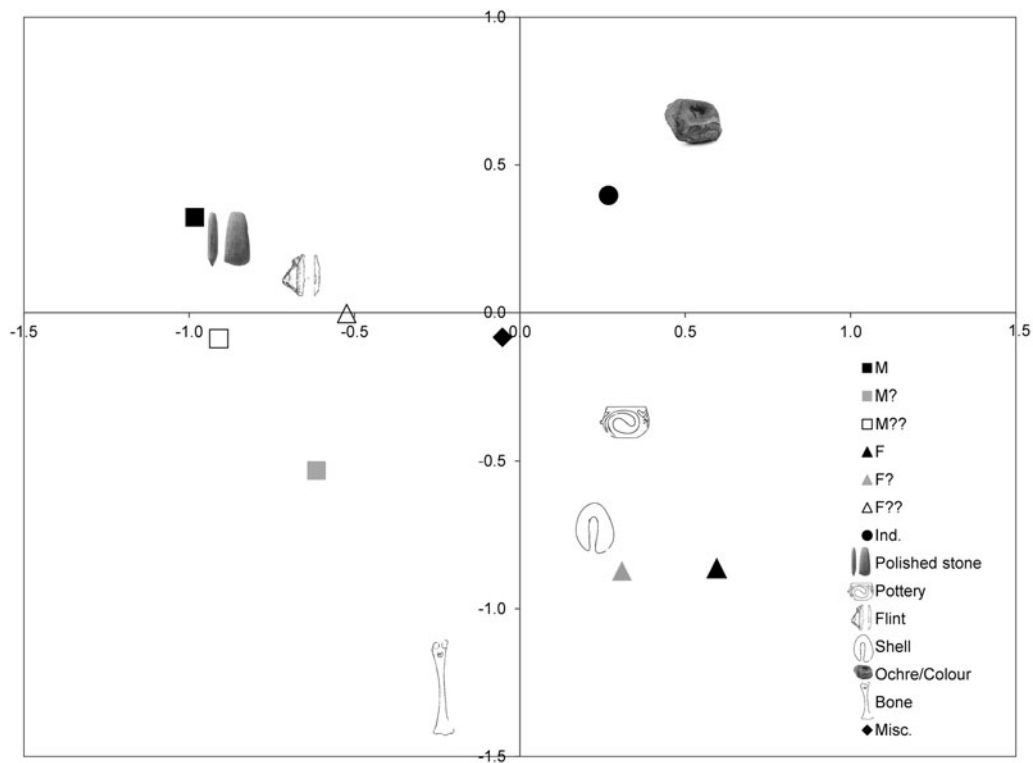 1.0
0.5
-1.5 -1.0 -0.5 0.0 0.0 0.5 1.0 1.5
M
M?
M??
-0.5
F
F?
F??
Ind.
Polished stone
Pottery
-1.0
Flint
Shell
Ochre/Colour
Bone
Misc.
-1.5